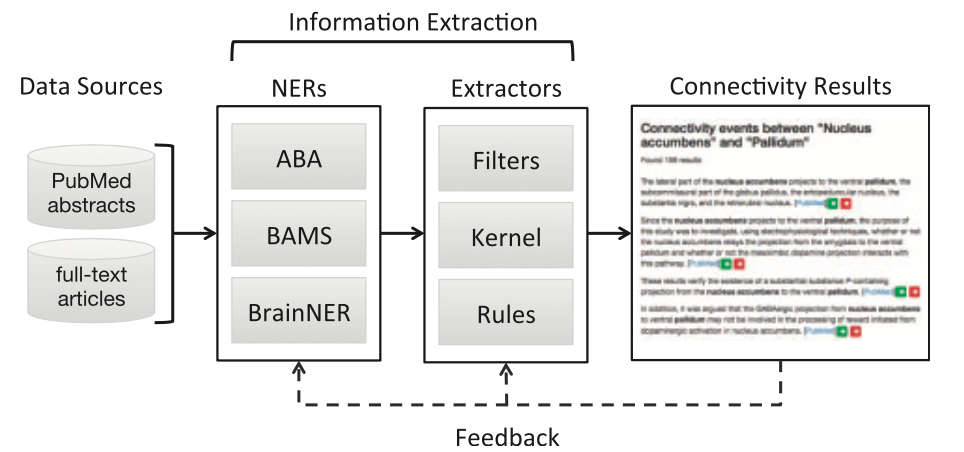 Information Extraction
Data Sources
NERs
Extractors
Connectivity Results
PubMed
abstracts
full-text
articles
ABA
BAMS
BrainNER
Filters
Kernel
Rules
Connectivity events between "Nucleus
accumbens" and "Pallidum"
Found 198 results
The lateral part of the nucleus accumbens projects to the ventral pallidum, the
subcommissural part of the globus pallidus, the entopeduncular nucleus, the
substantia nigra, and the retrorubral nucleus. [PubMed]
Since the nucleus accumbens projects to the ventral pallidum, the purpose of
this study was to investigate, using electrophysiological techniques, whether or not
the nucleus accumbens relays the projection from the amygdala to the ventral
pallidum and whether or not the mesolimbic dopamine projection interacts with
this pathway. [PubMed]
These results verify the existence of a substantial substance P-containing
projection from the nucleus accumbens to the ventral pallidum. [PubMed]
In addition, it was argued that the GABAergic projection from nucleus accumbens
to ventral pallidum may not be involved in the processing of reward initiated from
dopaminergic activation in nucleus accumbens. [PubMed]
Feedback